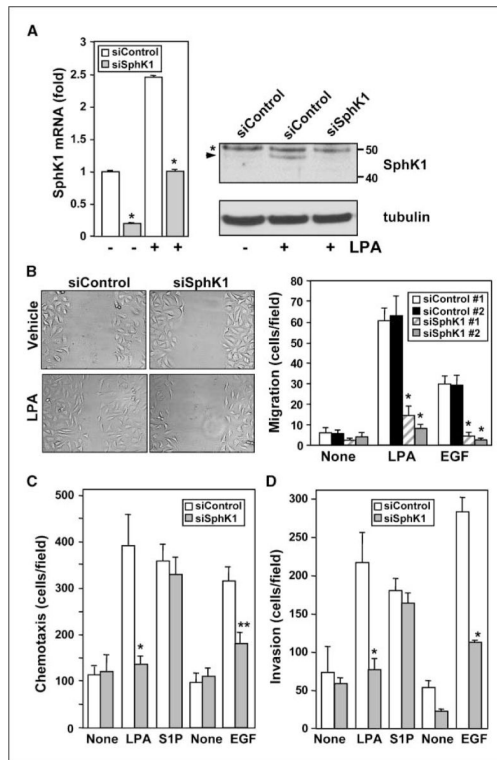 A
siControl
siSphK1
SphK1 mRNA (fold)
3
2.5
2
1.5
1
0.5
0
*
*
- - + +
siControl
siControl
siSphK1
*
50
40
SphK1
tubulin
- + + LPA
B
siControl siSphK1
Vehicle
LPA
Migration (cells/field)
80
70
60
50
40
30
20
10
0
siControl #1
siControl #2
siSphK1 #1
siSphK1 #2
* *
* *
None LPA EGF
C
siControl
siSphK1
Chemotaxis (cells/field)
500
400
300
200
100
0
*
**
None LPA S1P None EGF
D
siControl
siSphK1
Invasion (cells/field)
300
250
200
150
100
50
0
*
*
None LPA S1P None EGF